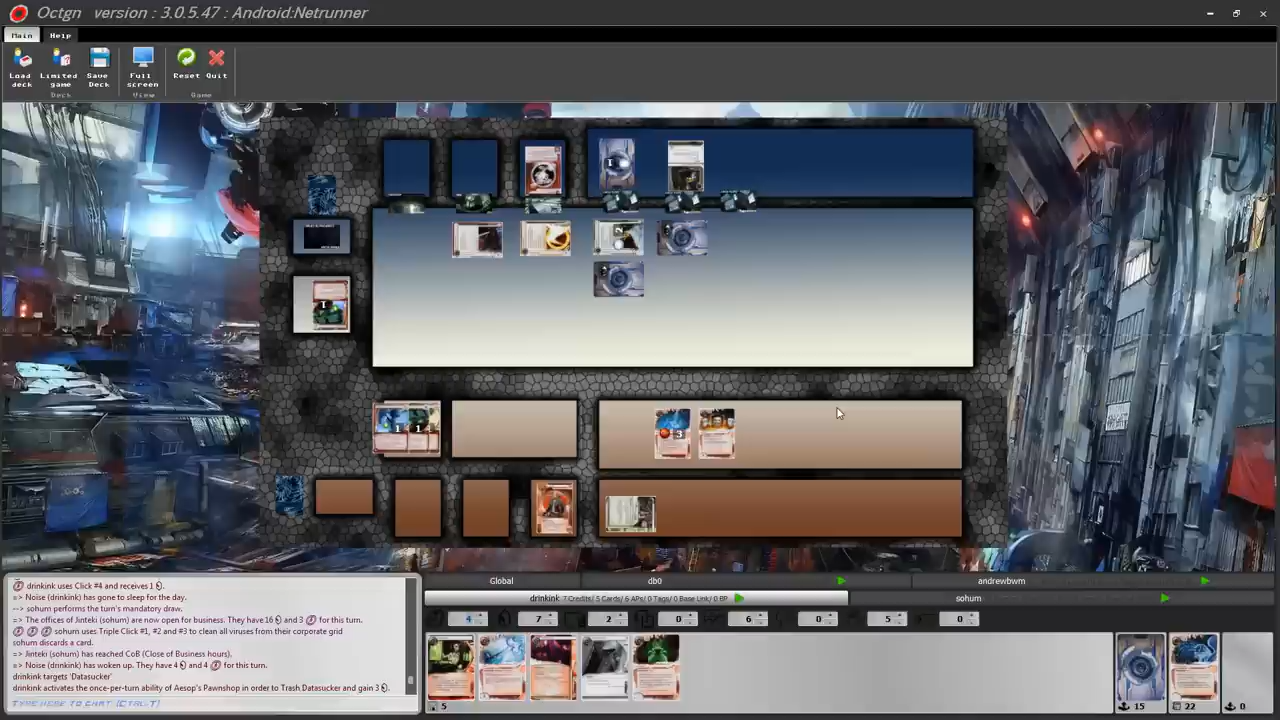 Octgn version : 3.0.5.47 : Android:Netrunner
Main Help
Load deck
Limited game
Save Deck
Full screen
Reset
Quit
Deck
View
Game
drinkink uses Click #4 and receives 1
=> Noise (drinkink) has gone to sleep for the day.
--> sohum performs the turn's mandatory draw.
=> The offices of Jinteki (sohum) are now open for business. They have 16 and 3 for this turn.
sohum uses Triple Click #1, #2 and #3 to clean all viruses from their corporate grid
sohum discards a card.
=> Jinteki (sohum) has reached CoB (Close of Business hours).
=> Noise (drinkink) has woken up. They have 4 and 4 for this turn.
drinkink targets 'Datasucker'
drinkink activates the once-per-turn ability of Aesop's Pawnshop in order to Trash Datasucker and gain 3
TYPE HERE TO CHAT (CTRL+T)
Global
db0
andrewbwm
drinkink 7 Credits/ 5 Cards/ 6 APs/ 0 Tags/ 0 Base Link/ 0 BP
sohum
4
7
2
0
6
0
5
0
5
15
22
0